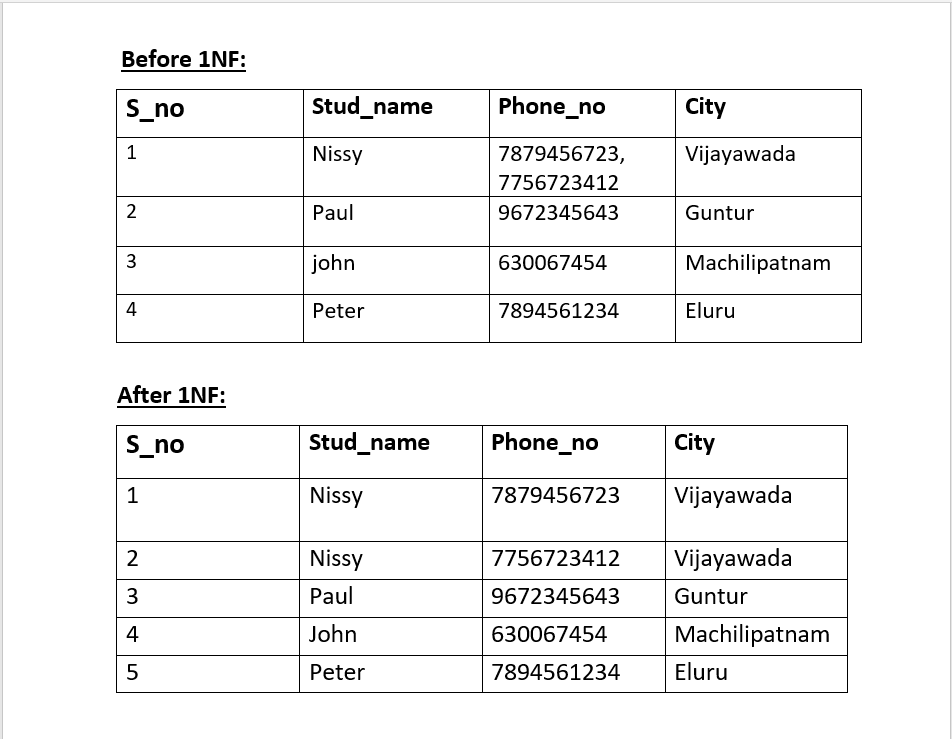 Before 1NF:
S_no Stud_name Phone_no City
1 Nissy 7879456723, Vijayawada
7756723412
2 Paul 9672345643 Guntur
3 john 630067454 Machilipatnam
4 Peter 7894561234 Eluru
After 1NF:
S_no Stud_name Phone_no City
1 Nissy 7879456723 Vijayawada
2 Nissy 7756723412 Vijayawada
3 Paul 9672345643 Guntur
4 John 630067454 Machilipatnam
5 Peter 7894561234 Eluru